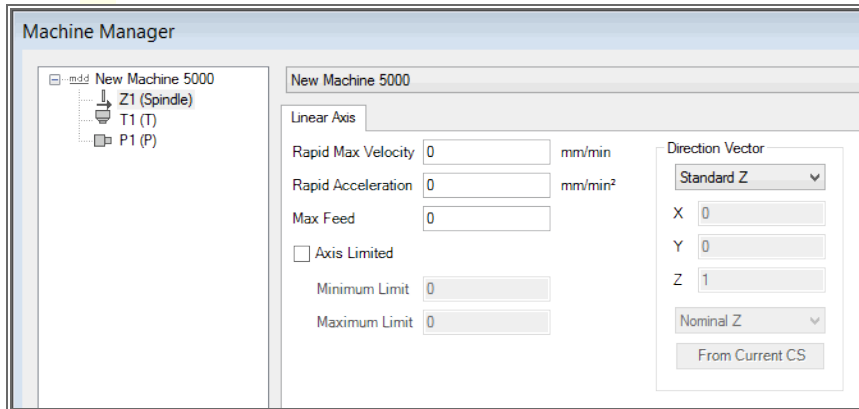 Machine Manager
mdd New Machine 5000
Z1 (Spindle)
T1 (T)
P1 (P)
New Machine 5000
Linear Axis
Rapid Max Velocity 0 mm/min
Rapid Acceleration 0 mm/min²
Max Feed 0
Axis Limited
Minimum Limit 0
Maximum Limit 0
Direction Vector
Standard Z
X 0
Y 0
Z 1
Nominal Z
From Current CS